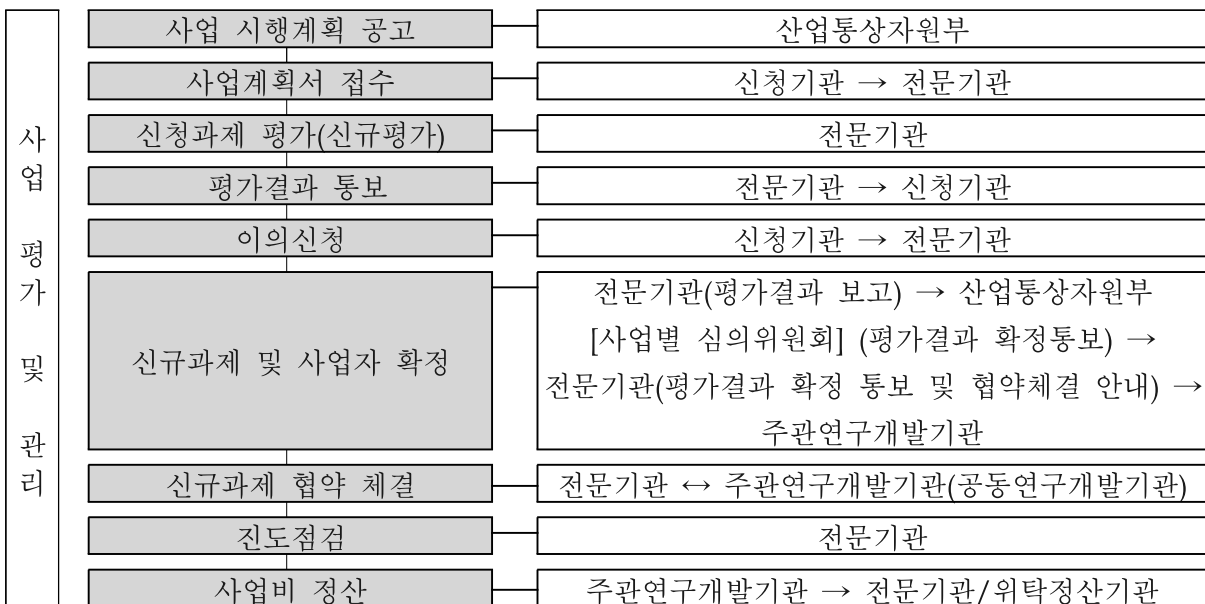 사업 평가 및 관리
사업 시행계획 공고
산업통상자원부
사업계획서 접수
신청기관 → 전문기관
신청과제 평가(신규평가)
전문기관
평가결과 통보
전문기관 → 신청기관
이의신청
신청기관 → 전문기관
신규과제 및 사업자 확정
전문기관(평가결과 보고) → 산업통상자원부
[사업별 심의위원회] (평가결과 확정통보) →
전문기관(평가결과 확정 통보 및 협약체결 안내) →
주관연구개발기관
신규과제 협약 체결
전문기관 ↔ 주관연구개발기관(공동연구개발기관)
진도점검
전문기관
사업비 정산
주관연구개발기관 → 전문기관/위탁정산기관